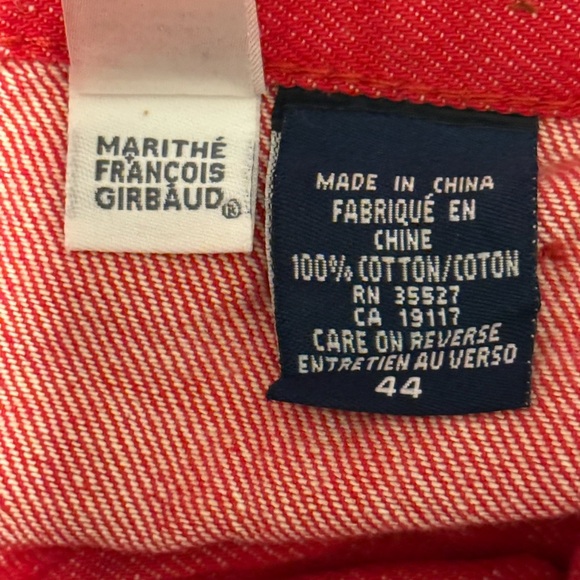 MARITHÉ
FRANÇOIS
GIRBAUD®
MADE IN CHINA
FABRIQUÉ EN
CHINE
100% COTTON/COTON
RN 35527
CA 19117
CARE ON REVERSE
ENTRETIEN AU VERSO
44